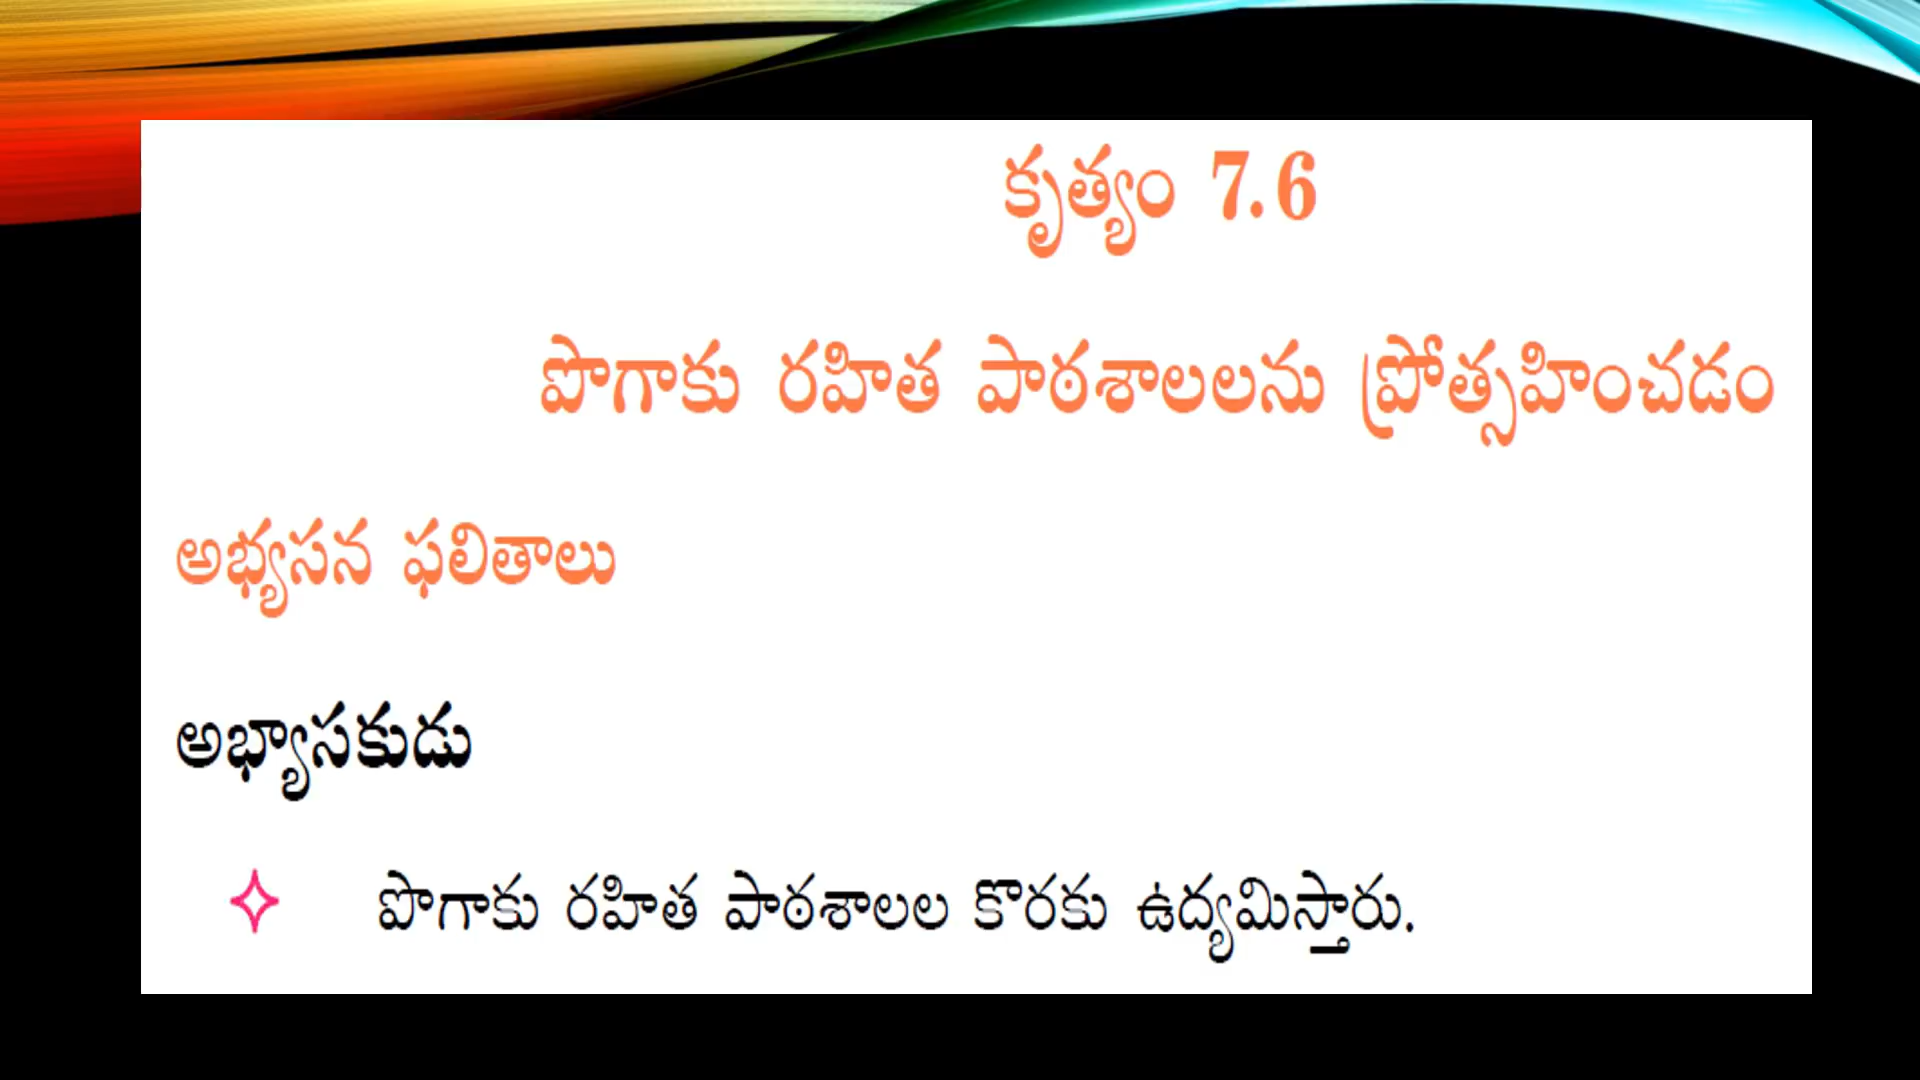 కృత్యం 7.6
పొగాకు రహిత పాఠశాలలను ప్రోత్సహించడం
అభ్యసన ఫలితాలు
అభ్యాసకుడు
పొగాకు రహిత పాఠశాలల కొరకు ఉద్యమిస్తారు.